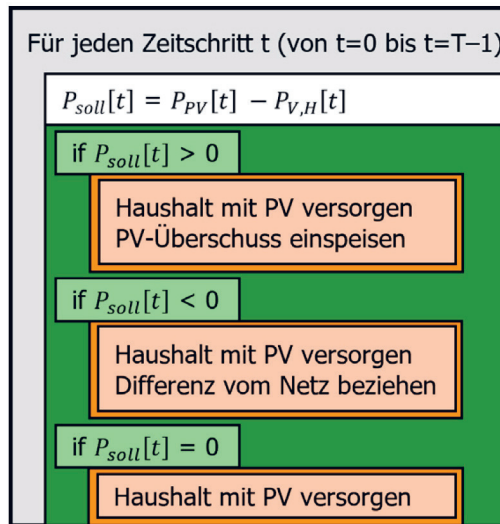 Für jeden Zeitschritt t (von t=0 bis t=T–1)
P_soll[t] = P_PV[t] − P_V,H[t]
if P_soll[t] > 0
Haushalt mit PV versorgen
PV-Überschuss einspeisen
if P_soll[t] < 0
Haushalt mit PV versorgen
Differenz vom Netz beziehen
if P_soll[t] = 0
Haushalt mit PV versorgen